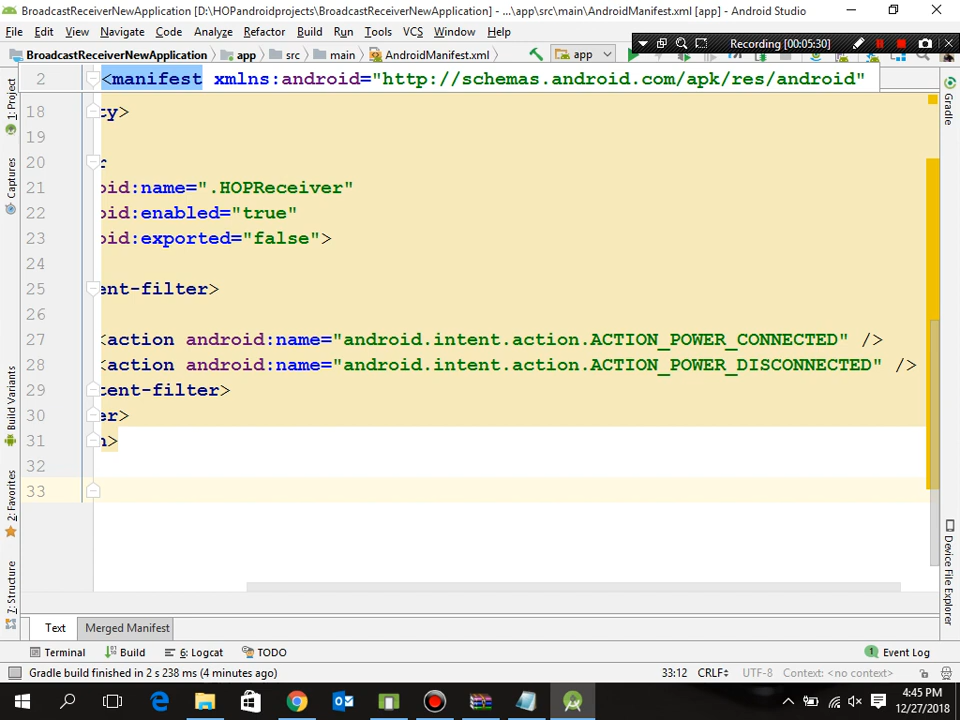 BroadcastReceiverNewApplication [D:\HOPandroidprojects\BroadcastReceiverNewApplication] - ...\app\src\main\AndroidManifest.xml [app] - Android Studio
File Edit View Navigate Code Analyze Refactor Build Run Tools VCS Window Help
BroadcastReceiverNewApplication app src main AndroidManifest.xml app
Recording [00:05:30]
2 <manifest xmlns:android="http://schemas.android.com/apk/res/android"
18 ty>
19
20 r
21 oid:name=".HOPReceiver"
22 oid:enabled="true"
23 oid:exported="false">
24
25 ent-filter>
26
27 <action android:name="android.intent.action.ACTION_POWER_CONNECTED" />
28 <action android:name="android.intent.action.ACTION_POWER_DISCONNECTED" />
29 tent-filter>
30 er>
31 n>
32
33
1: Project
Captures
Build Variants
2: Favorites
7: Structure
Gradle
Device File Explorer
Text Merged Manifest
Terminal Build 6: Logcat TODO 1 Event Log
Gradle build finished in 2 s 238 ms (4 minutes ago) 33:12 CRLF UTF-8 Context: <no context>
4:45 PM
12/27/2018